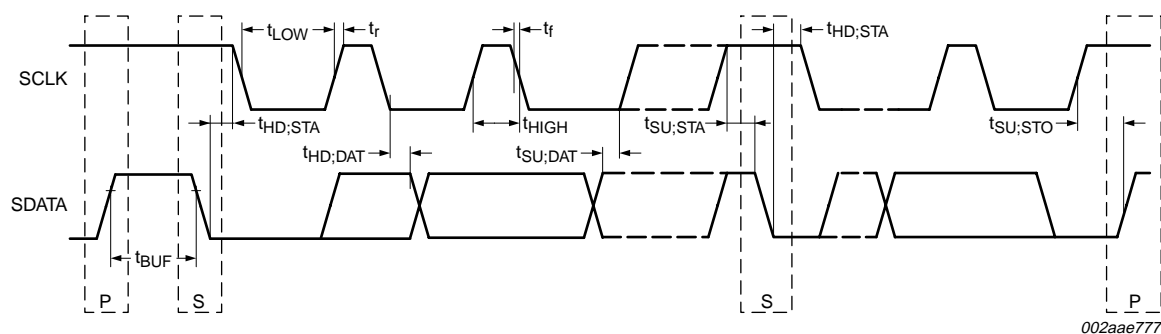 tLOW
tr
tf
tHD;STA
SCLK
tHD;STA
tHIGH
tSU;STA
tSU;STO
tHD;DAT
tSU;DAT
SDATA
tBUF
P
S
S
P
002aae777